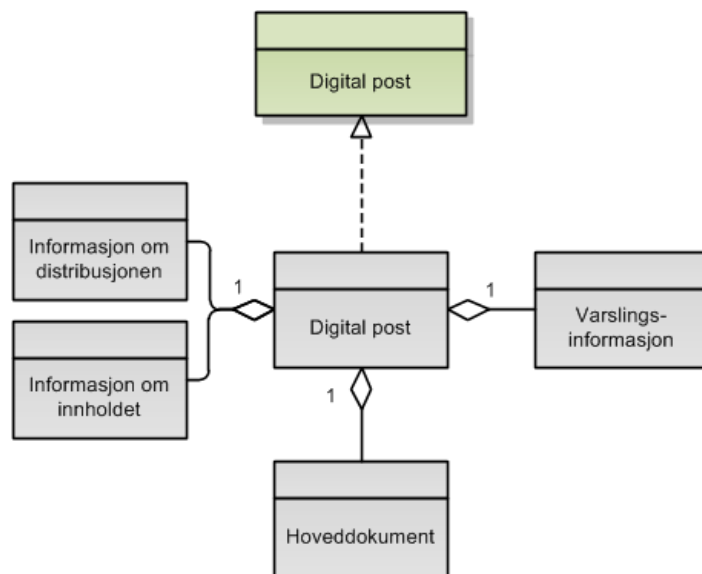 Digital post
Informasjon om
distribusjonen
1
Digital post
1
Varslings-
informasjon
Informasjon om
innholdet
1
Hoveddokument